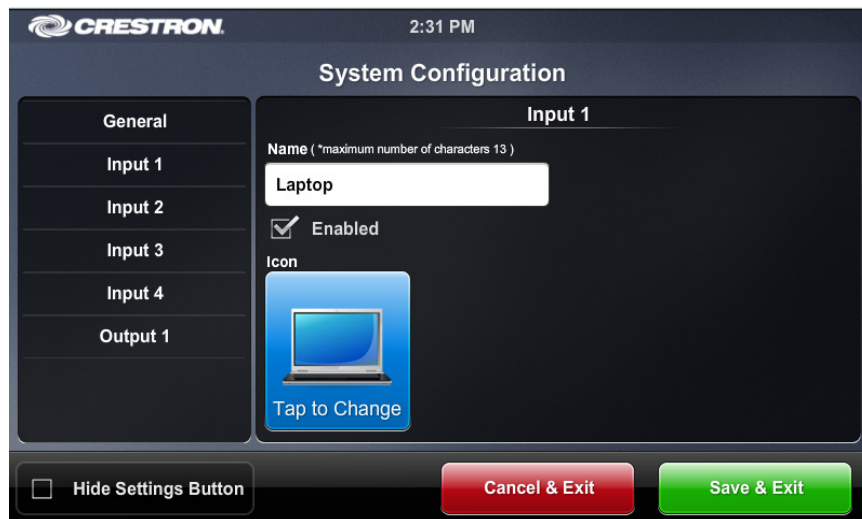 CRESTRON.
2:31 PM
System Configuration
General
Input 1
Input 2
Input 3
Input 4
Output 1
Input 1
Name ( *maximum number of characters 13 )
Laptop
Enabled
Icon
Tap to Change
Hide Settings Button
Cancel & Exit
Save & Exit